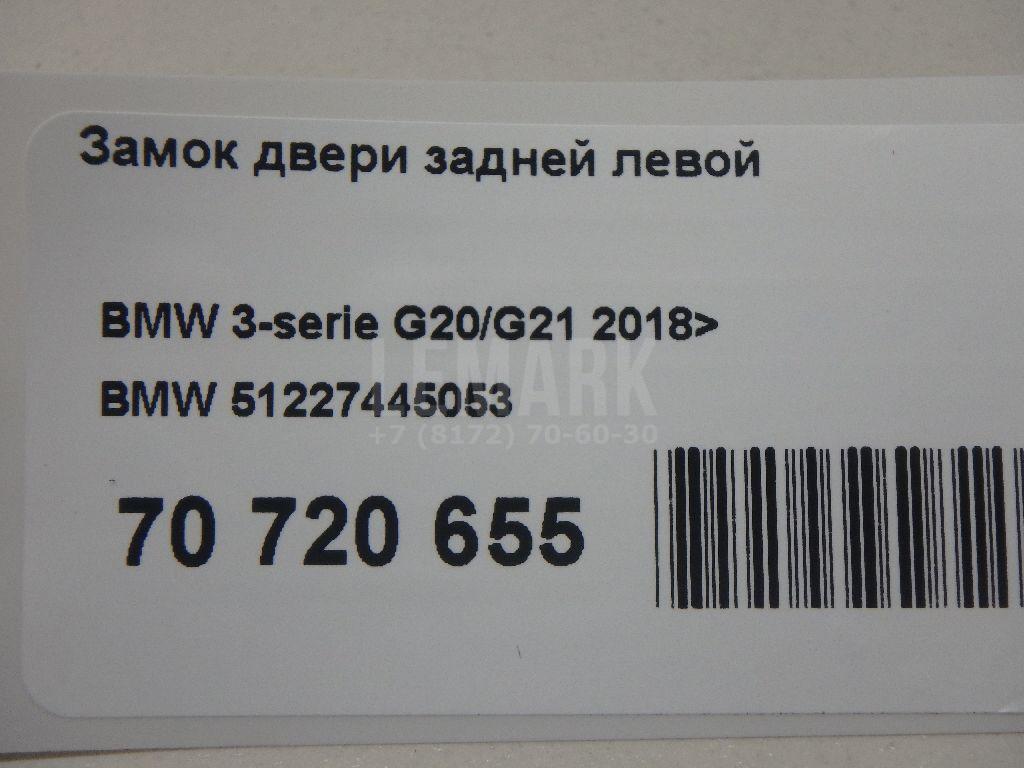 Замок двери задней левой
BMW 3-serie G20/G21 2018>
LEMARK
BMW 51227445053
+7 (8172) 70-60-30
70 720 655